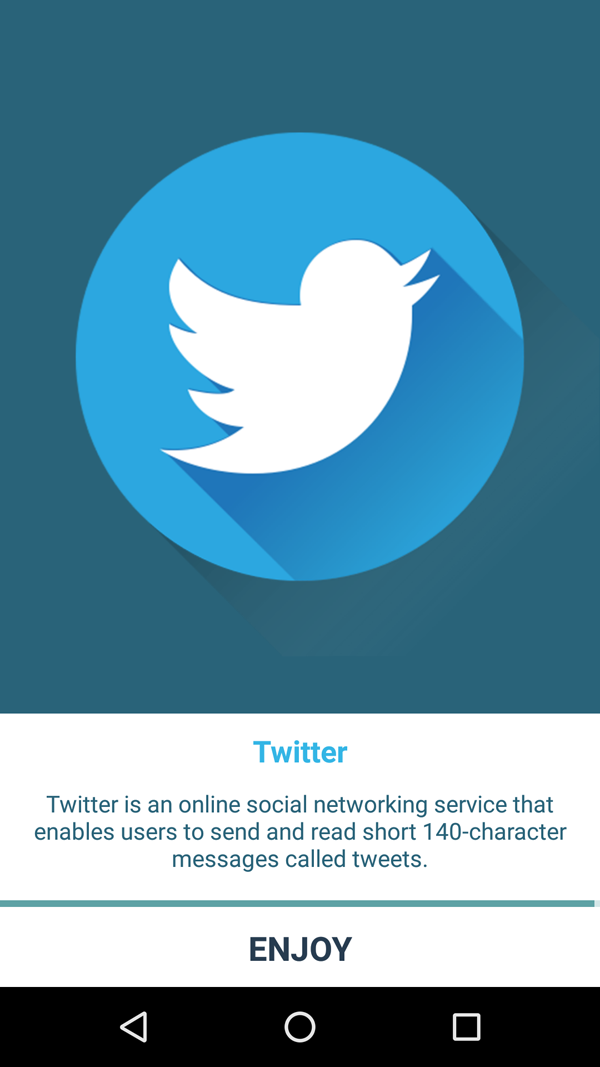 Twitter
Twitter is an online social networking service that
enables users to send and read short 140-character
messages called tweets.
ENJOY